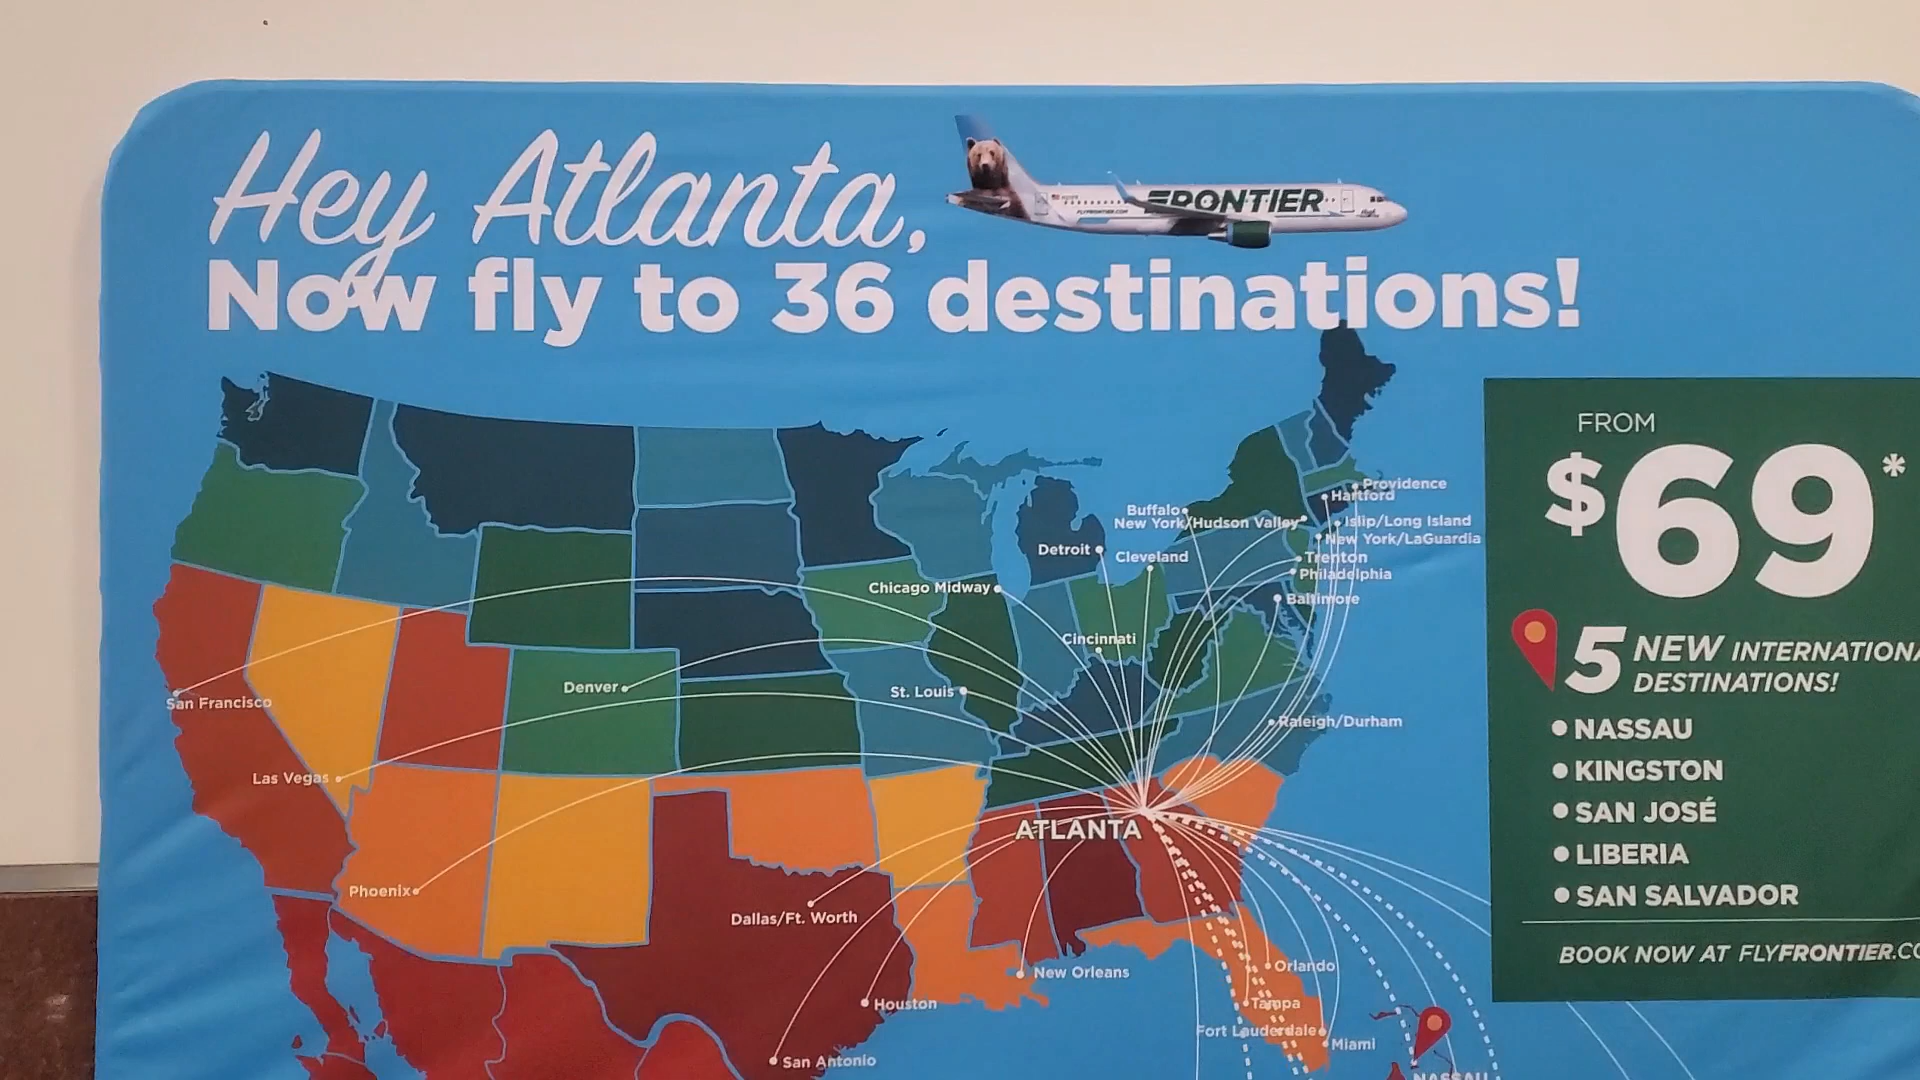 Hey Atlanta,
FRONTIER
FLYFRONTIER.COM
Now fly to 36 destinations!
FROM
$69*
5 NEW INTERNATIONA
DESTINATIONS!
• NASSAU
• KINGSTON
• SAN JOSÉ
• LIBERIA
• SAN SALVADOR
BOOK NOW AT FLYFRONTIER.CO
Providence
Hartford
Buffalo
New York/Hudson Valley
Islip/Long Island
New York/LaGuardia
Detroit
Cleveland
Trenton
Philadelphia
Chicago Midway
Baltimore
Cincinnati
Denver
St. Louis
San Francisco
Raleigh/Durham
Las Vegas
ATLANTA
Phoenix
Dallas/Ft. Worth
New Orleans
Orlando
Houston
Tampa
Fort Lauderdale
Miami
San Antonio
NASSAU